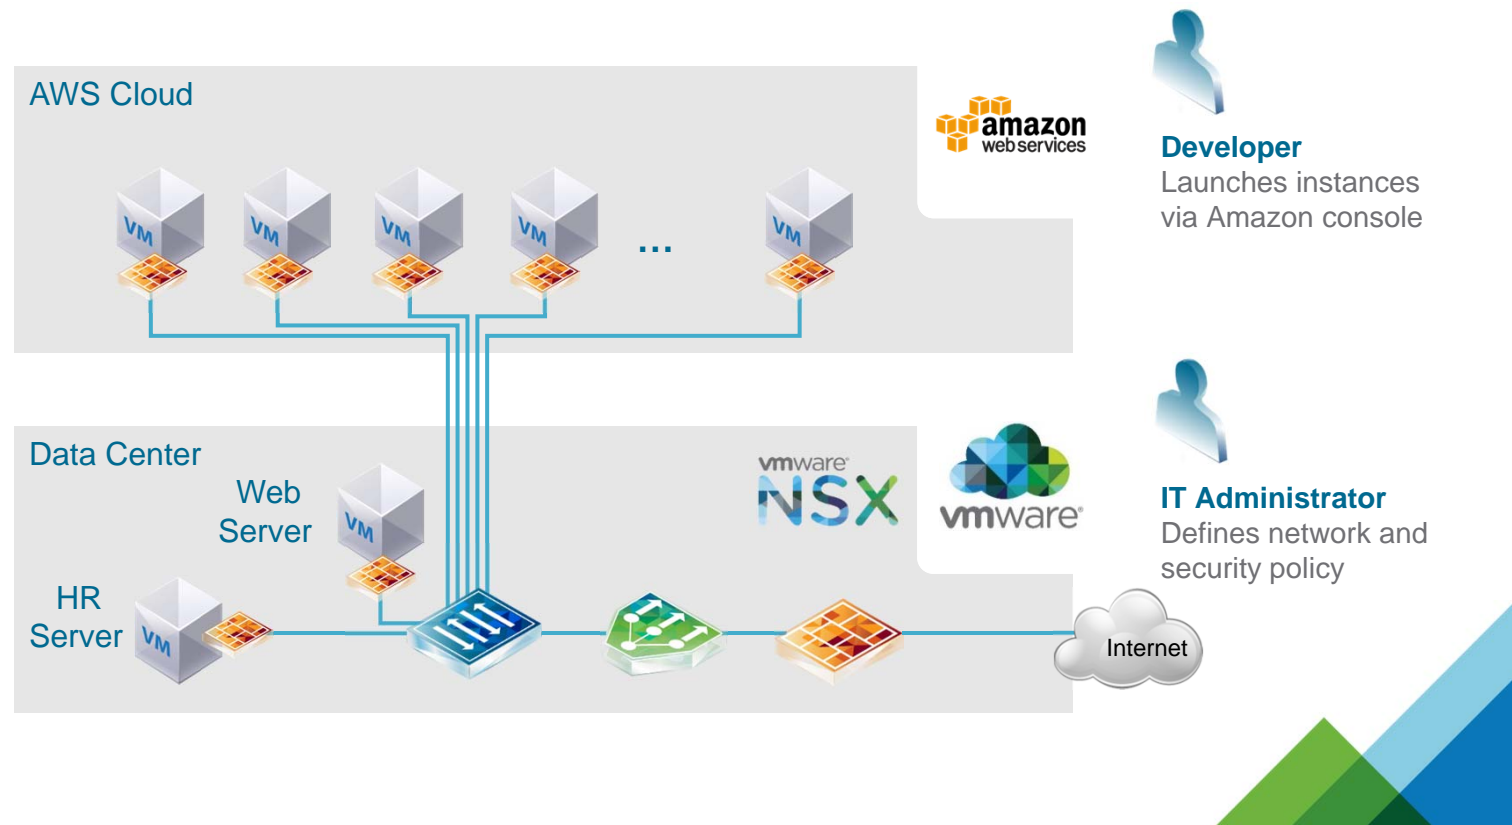 AWS Cloud
amazon
web services
Developer
Launches instances
via Amazon console
VM
VM
VM
VM
...
VM
Data Center
Web
Server
VM
HR
Server
VM
vmware
NSX
vmware
IT Administrator
Defines network and
security policy
Internet